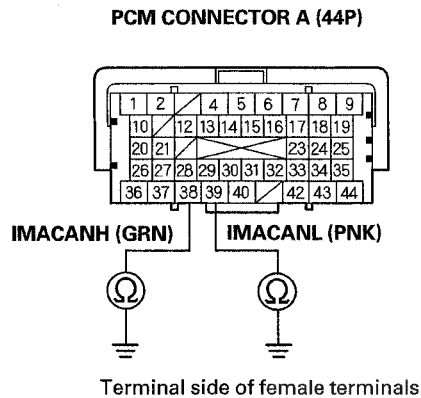 PCM CONNECTOR A (44P)
1 2 4 5 6 7 8 9
10 12 13 14 15 16 17 18 19
20 21 23 24 25
26 27 28 29 30 31 32 33 34 35
36 37 38 39 40 42 43 44
IMACANH (GRN) IMACANL (PNK)
Ω Ω
Terminal side of female terminals